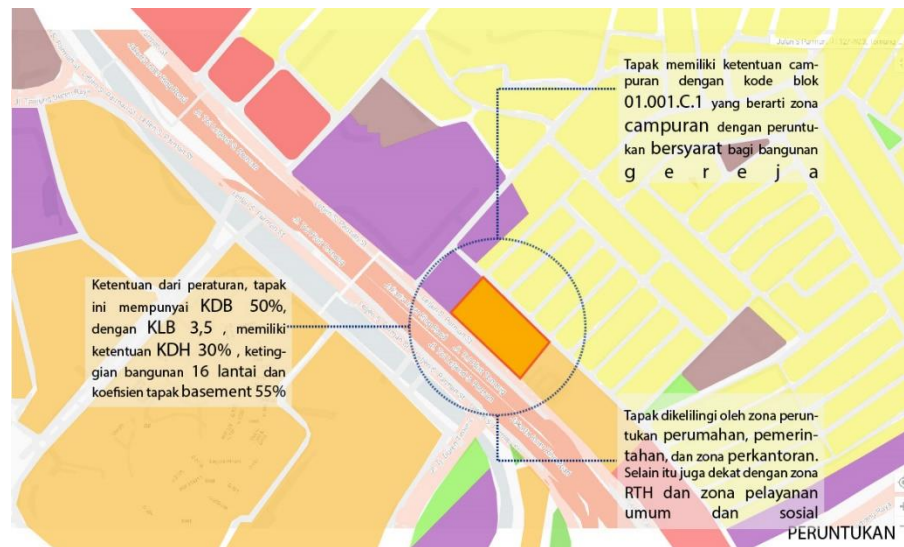 Tapak memiliki ketentuan cam-
puran dengan kode blok
01.001.C.1 yang berarti zona
campuran dengan peruntu-
kan bersyarat bagi bangunan
g e r e j a
Ketentuan dari peraturan, tapak
ini mempunyai KDB 50%,
dengan KLB 3,5 , memiliki
ketentuan KDH 30% , keting-
gian bangunan 16 lantai dan
koefisien tapak basement 55%
Tapak dikelilingi oleh zona perun-
tukan perumahan, pemerin-
tahan, dan zona perkantoran.
Selain itu juga dekat dengan zona
RTH dan zona pelayanan
umum dan sosial
PERUNTUKAN